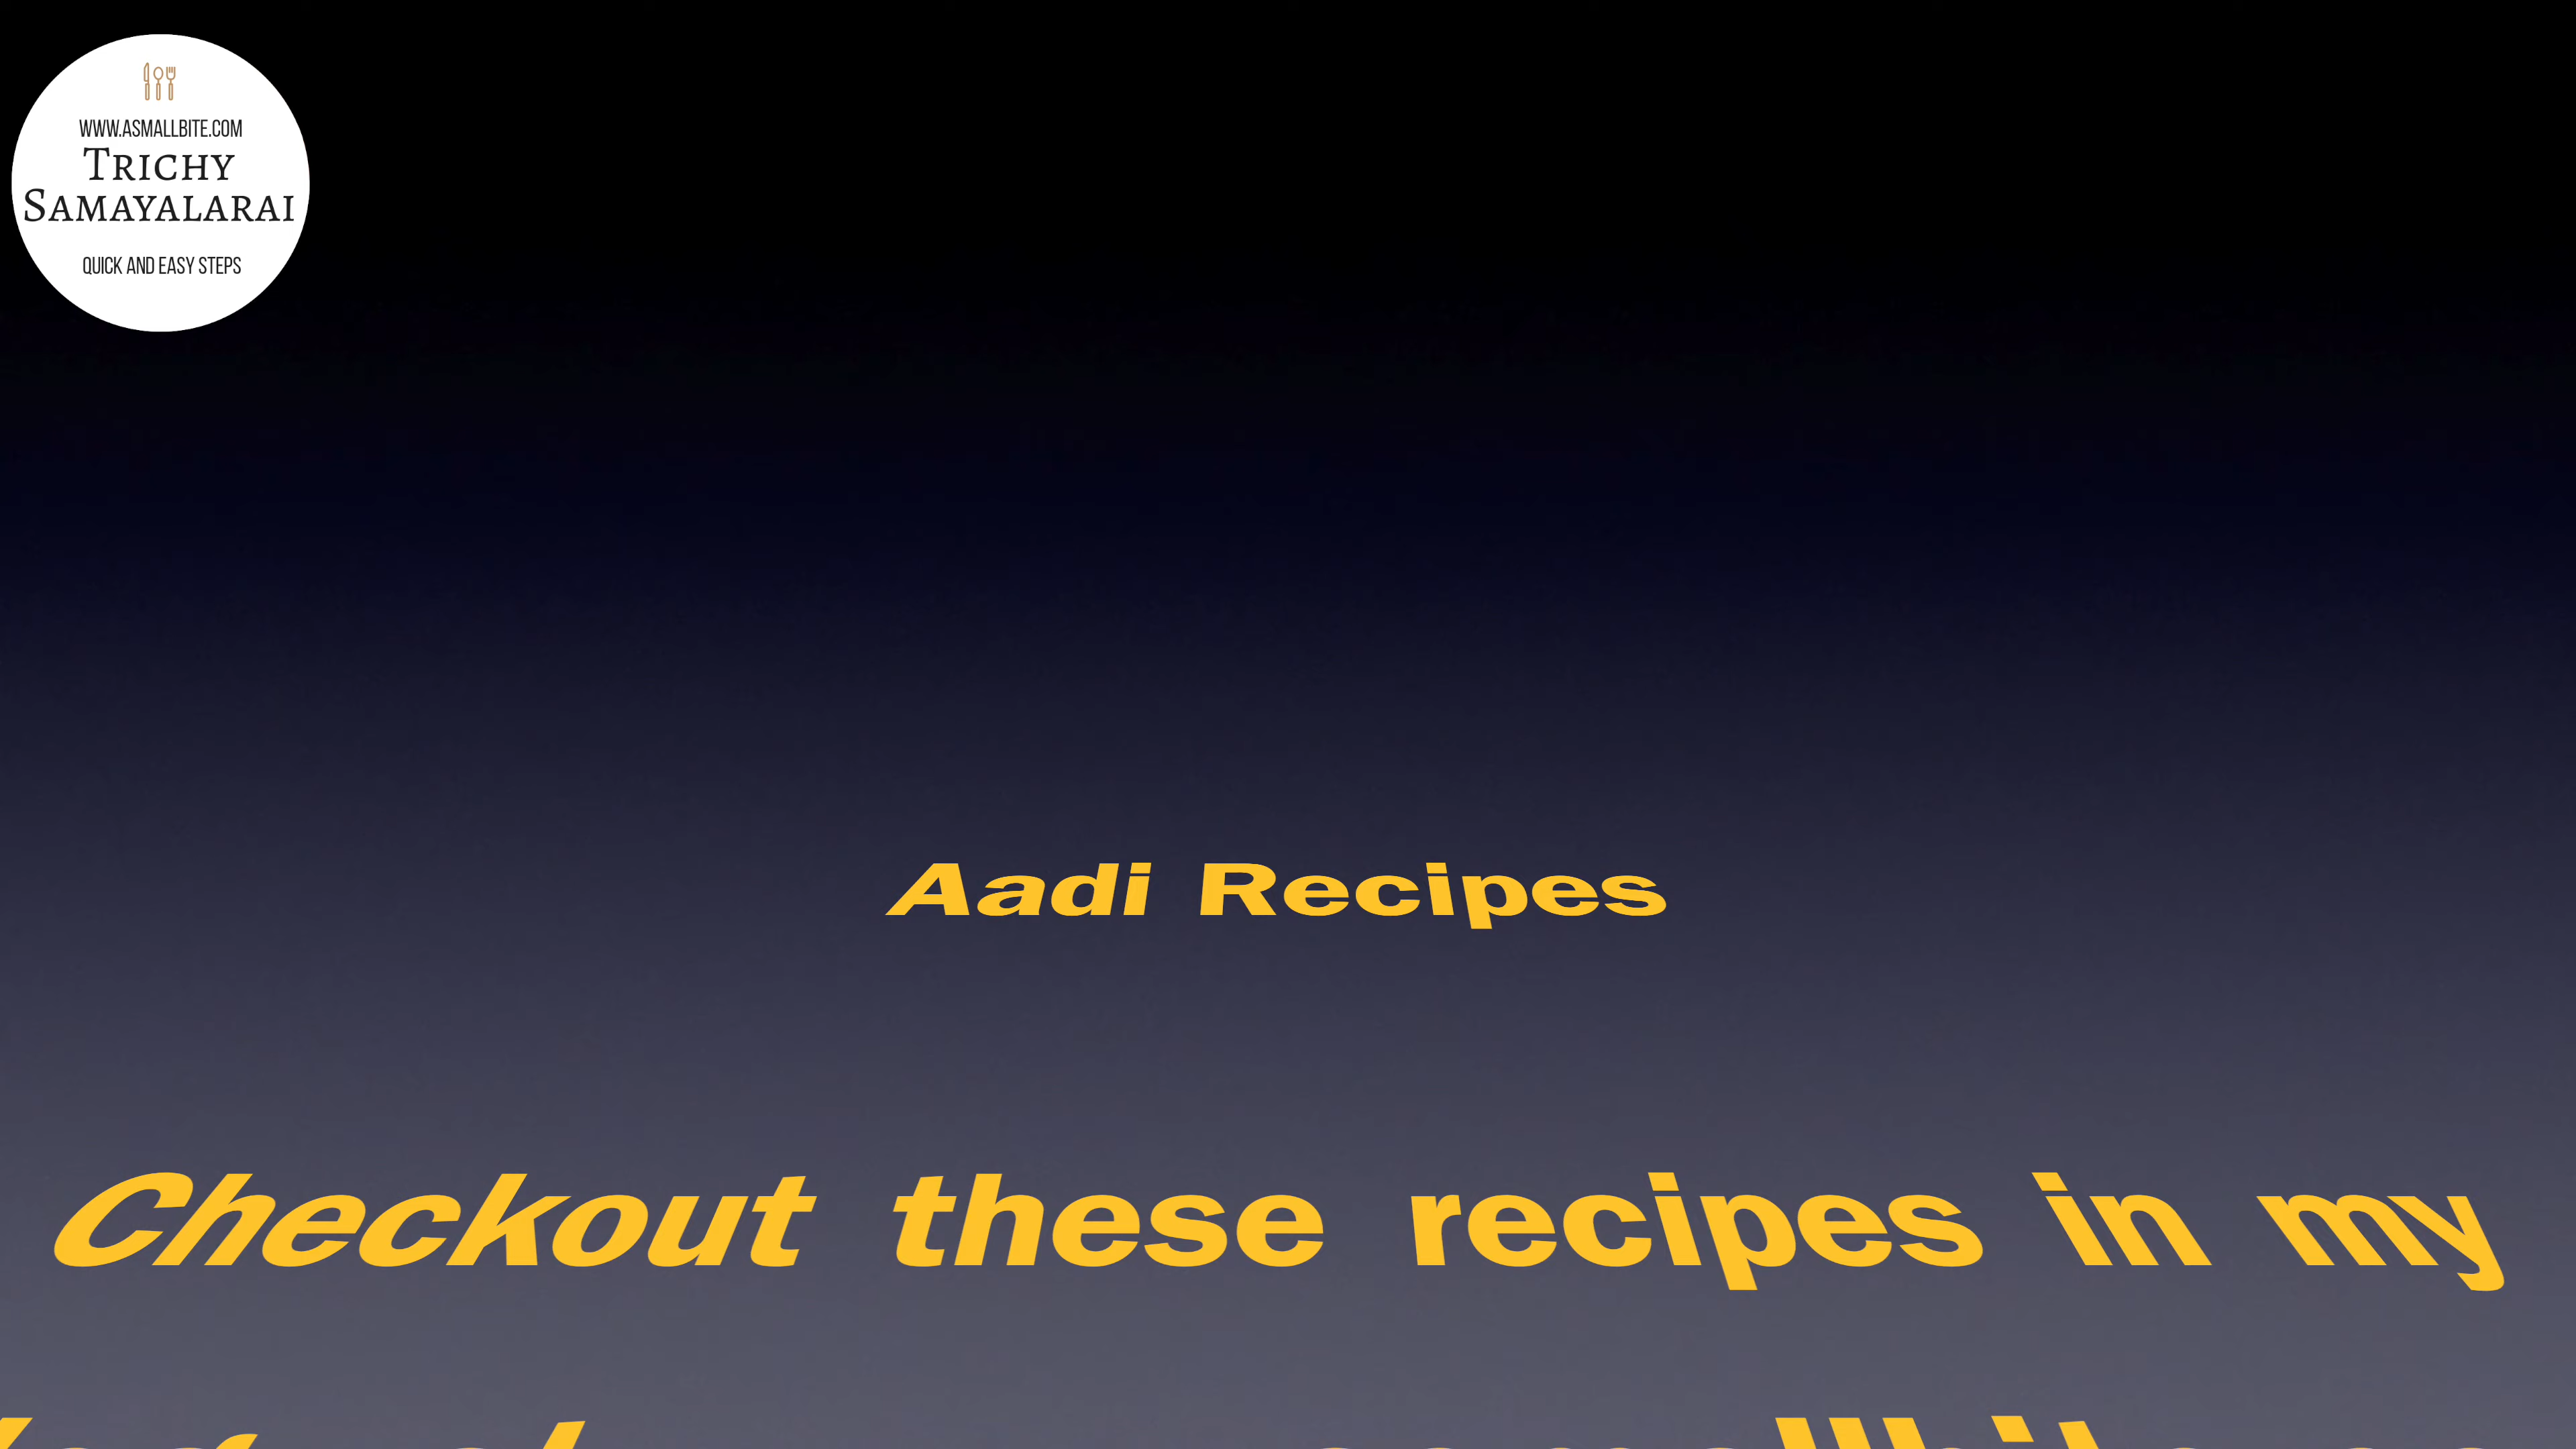 WWW.ASMALLBITE.COM
TRICHY
SAMAYALARAI
QUICK AND EASY STEPS
Aadi Recipes
Checkout these recipes in my